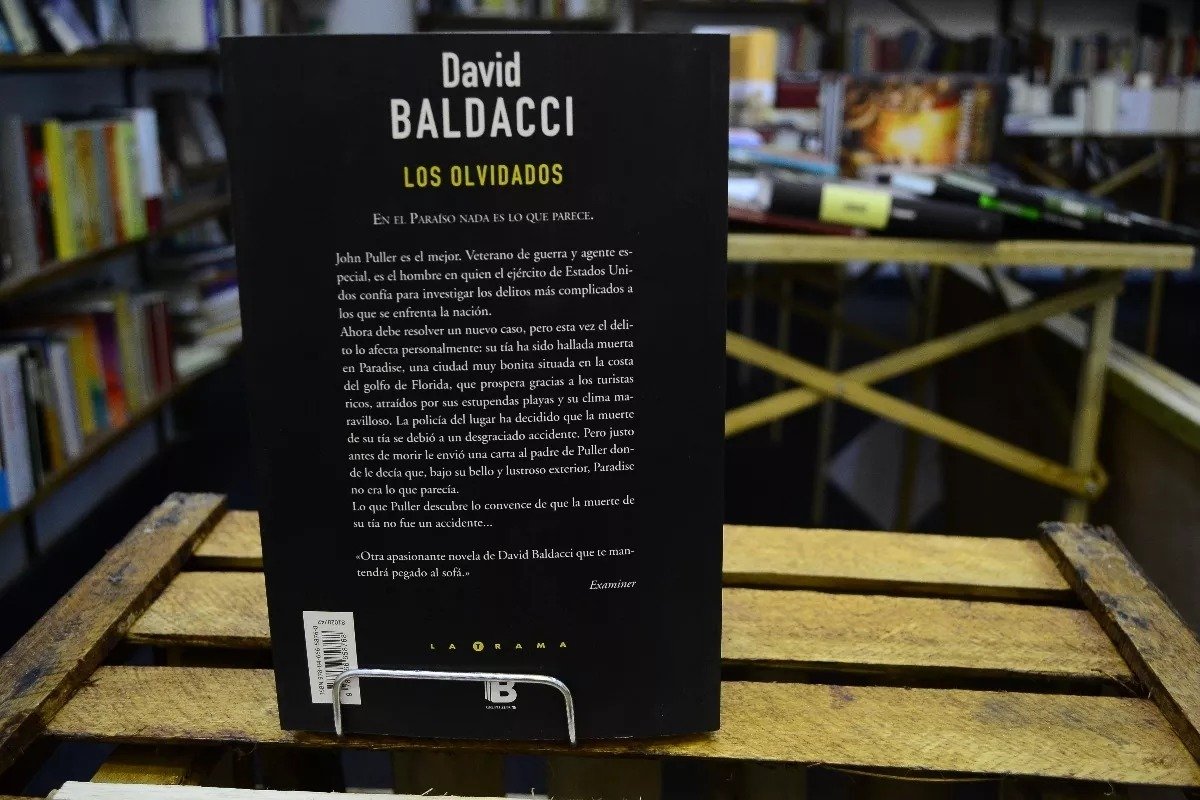 David
BALDACCI
LOS OLVIDADOS
EN EL PARAÍSO NADA ES LO QUE PARECE.
John Puller es el mejor. Veterano de guerra y agente es-
pecial, es el hombre en quien el ejército de Estados Uni-
dos confía para investigar los delitos más complicados a
los que se enfrenta la nación.
Ahora debe resolver un nuevo caso, pero esta vez el deli-
to lo afecta personalmente: su tía ha sido hallada muerta
en Paradise, una ciudad muy bonita situada en la costa
del golfo de Florida, que prospera gracias a los turistas
ricos, atraídos por sus estupendas playas y su clima ma-
ravilloso. La policía del lugar ha decidido que la muerte
de su tía se debió a un desgraciado accidente. Pero justo
antes de morir le envió una carta al padre de Puller don-
de le decía que, bajo su bello y lustroso exterior, Paradise
no era lo que parecía.
Lo que Puller descubre lo convence de que la muerte de
su tía no fue un accidente...
«Otra apasionante novela de David Baldacci que te man-
tendrá pegado al sofá.»
Examiner
LA TRAMA
B